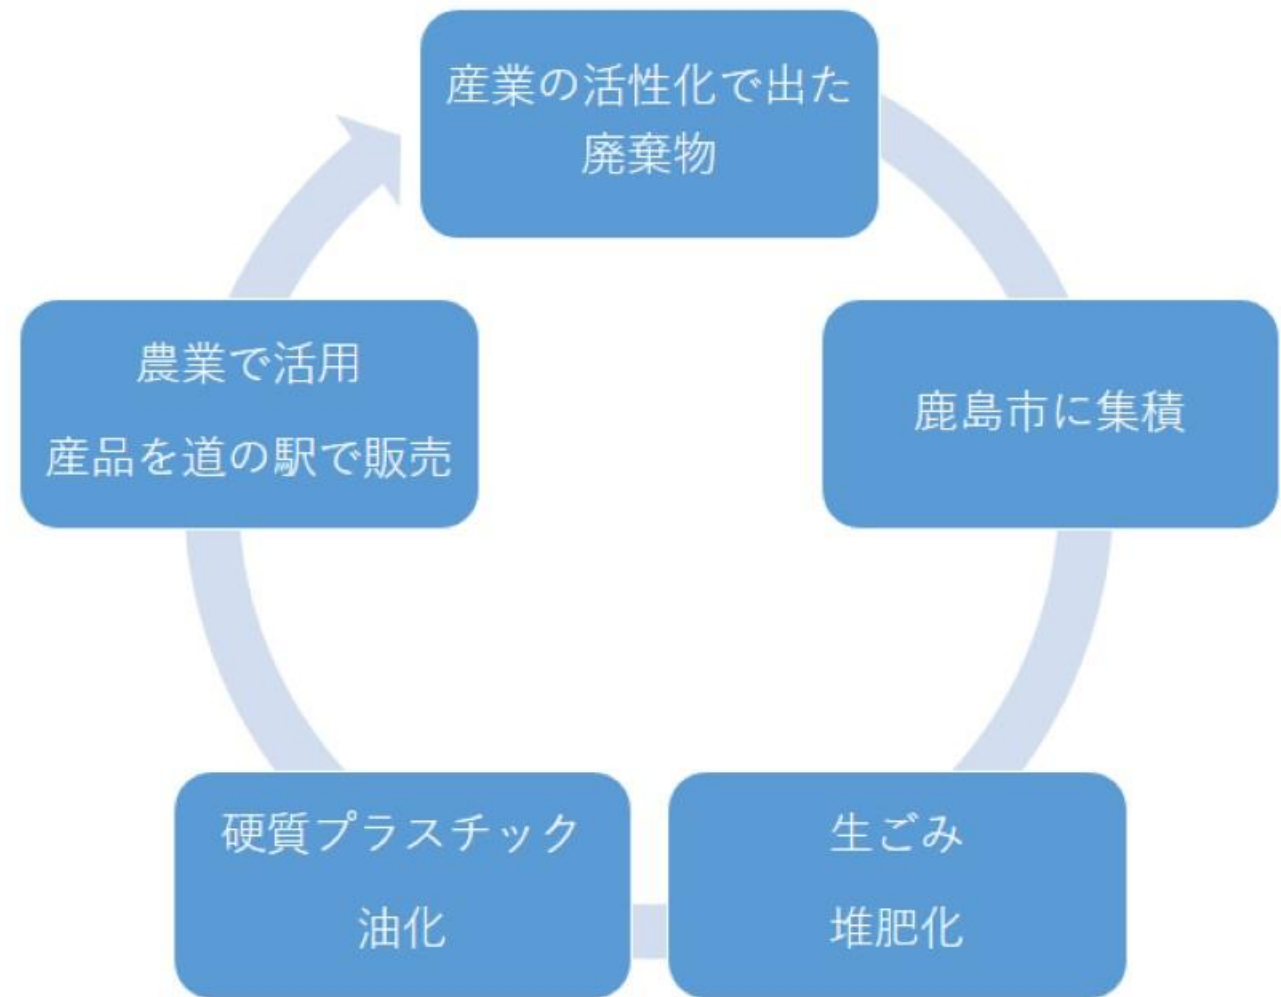 産業の活性化で出た
廃棄物
鹿島市に集積
生ごみ
堆肥化
硬質プラスチック
油化
農業で活用
産品を道の駅で販売